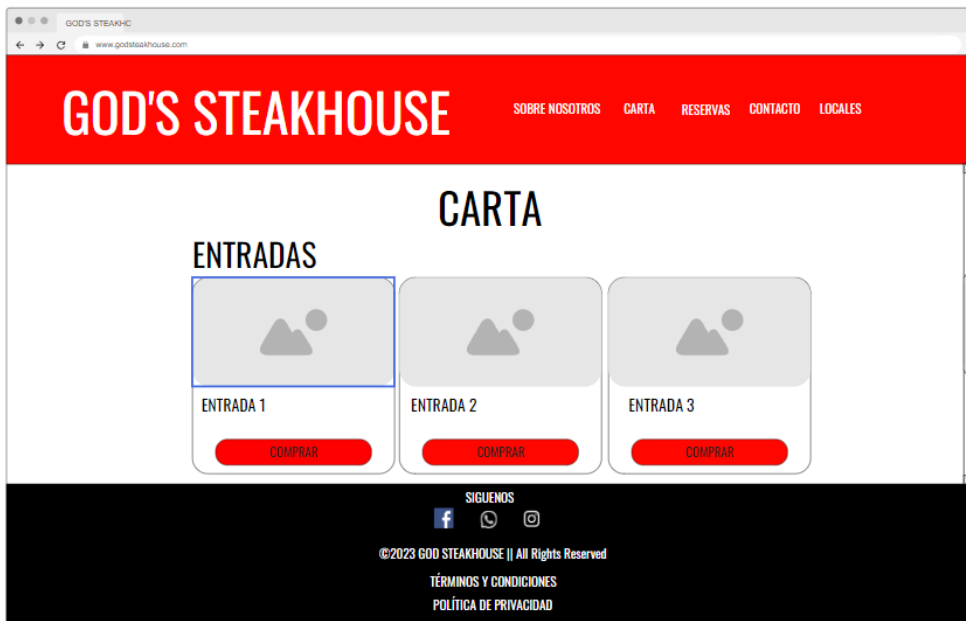 GOD'S STEAKHC
www.godsteakhouse.com
GOD'S STEAKHOUSE
SOBRE NOSOTROS CARTA RESERVAS CONTACTO LOCALES
CARTA
ENTRADAS
ENTRADA 1 ENTRADA 2 ENTRADA 3
COMPRAR COMPRAR COMPRAR
SIGUENOS
©2023 GOD STEAKHOUSE || All Rights Reserved
TÉRMINOS Y CONDICIONES
POLÍTICA DE PRIVACIDAD